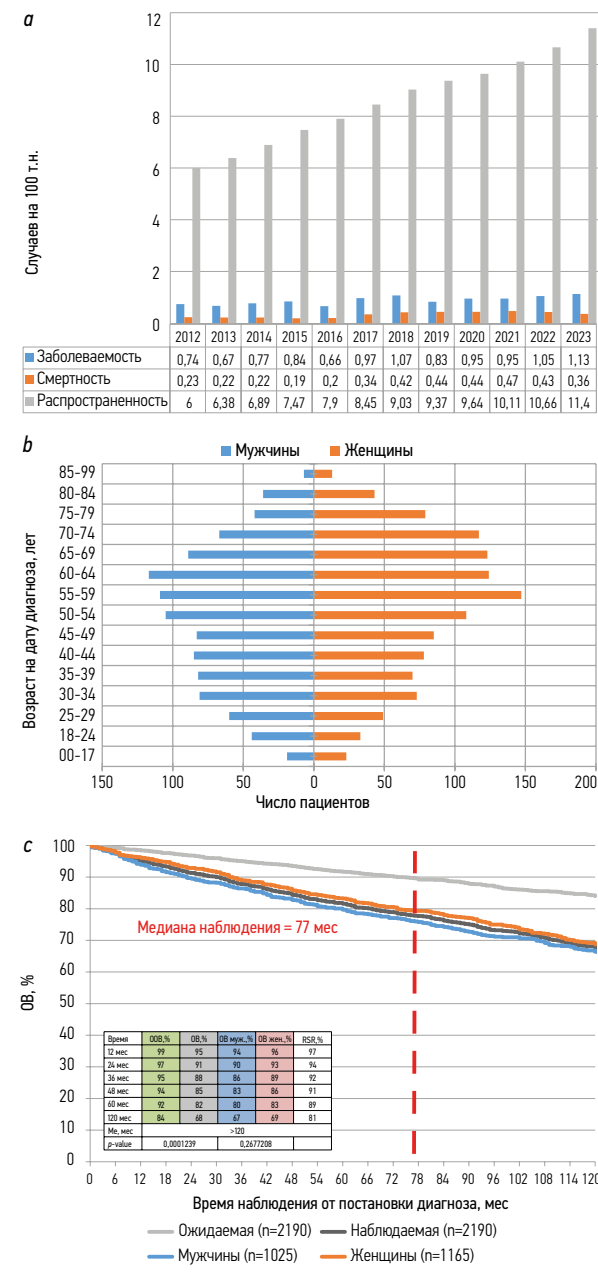 a
Случаев на 100 т.н.
12
10
8
6
4
2
0
2012 2013 2014 2015 2016 2017 2018 2019 2020 2021 2022 2023
Заболеваемость 0,74 0,67 0,77 0,84 0,66 0,97 1,07 0,83 0,95 0,95 1,05 1,13
Смертность 0,23 0,22 0,22 0,19 0,2 0,34 0,42 0,44 0,44 0,47 0,43 0,36
Распространенность 6 6,38 6,89 7,47 7,9 8,45 9,03 9,37 9,64 10,11 10,66 11,4
b
Мужчины Женщины
Возраст на дату диагноза, лет
85–99
80–84
75–79
70–74
65–69
60–64
55–59
50–54
45–49
40–44
35–39
30–34
25–29
18–24
00–17
150 100 50 0 50 100 150 200
Число пациентов
c
ОВ, %
100
90
80
70
60
50
40
30
20
10
0
Медиана наблюдения = 77 мес
Время ООВ,% ОВ,% ОВ муж.,% ОВ жен.,% RSR,%
12 мес 99 95 94 96 97
24 мес 97 91 90 93 94
36 мес 95 88 86 89 92
48 мес 94 85 83 86 91
60 мес 92 82 80 83 89
120 мес 84 68 67 69 81
Me, мес >120
p-value 0,0001239 0,2677208
0 6 12 18 24 30 36 42 48 54 60 66 72 78 84 90 96 102 108 114 120
Время наблюдения от постановки диагноза, мес
Ожидаемая (n=2190) Наблюдаемая (n=2190)
Мужчины (n=1025) Женщины (n=1165)